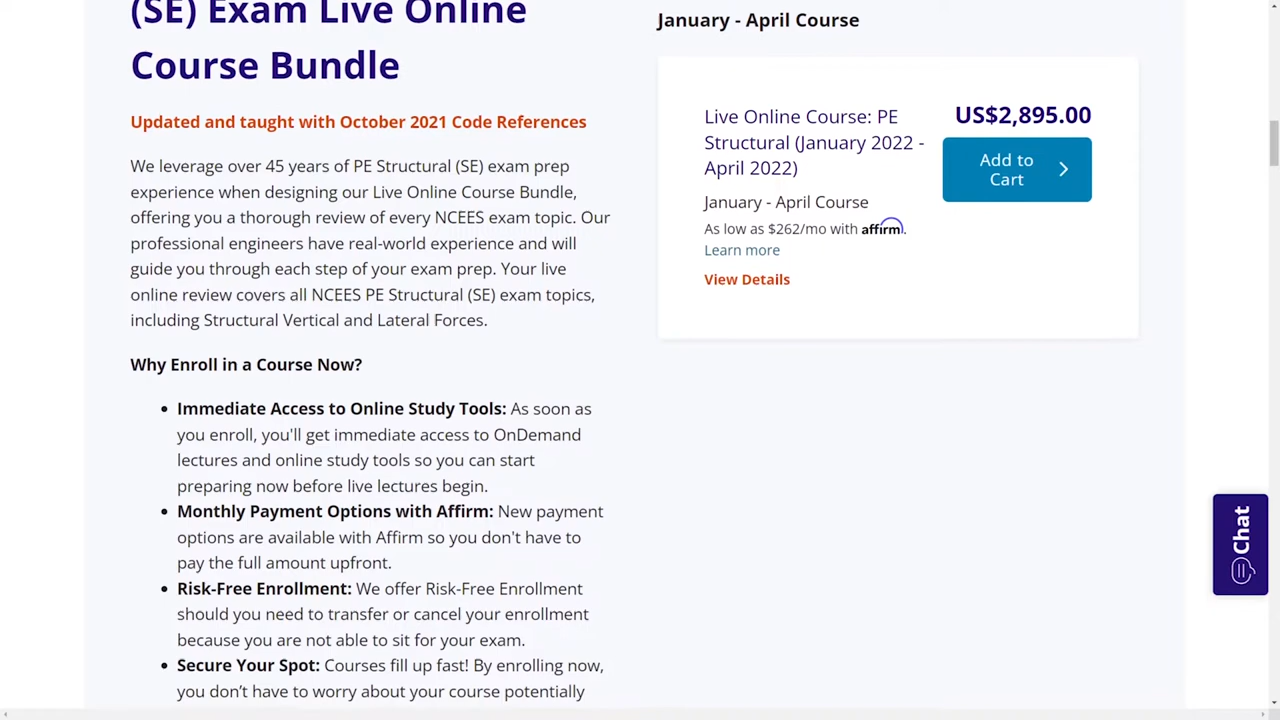 (SE) Exam Live Online
Course Bundle
Updated and taught with October 2021 Code References
We leverage over 45 years of PE Structural (SE) exam prep
experience when designing our Live Online Course Bundle,
offering you a thorough review of every NCEES exam topic. Our
professional engineers have real-world experience and will
guide you through each step of your exam prep. Your live
online review covers all NCEES PE Structural (SE) exam topics,
including Structural Vertical and Lateral Forces.
Why Enroll in a Course Now?
Immediate Access to Online Study Tools: As soon as
you enroll, you'll get immediate access to OnDemand
lectures and online study tools so you can start
preparing now before live lectures begin.
Monthly Payment Options with Affirm: New payment
options are available with Affirm so you don't have to
pay the full amount upfront.
Risk-Free Enrollment: We offer Risk-Free Enrollment
should you need to transfer or cancel your enrollment
because you are not able to sit for your exam.
Secure Your Spot: Courses fill up fast! By enrolling now,
you don’t have to worry about your course potentially
January - April Course
Live Online Course: PE
Structural (January 2022 -
April 2022)
January - April Course
As low as $262/mo with affirm.
Learn more
View Details
US$2,895.00
Add to
Cart
Chat